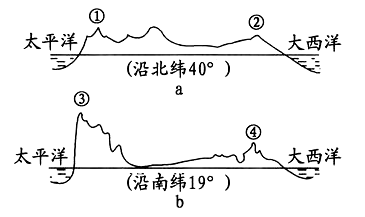 ① ②
太平洋 大西洋
(沿北纬40°)
a
③ ④
太平洋 大西洋
(沿南纬19°)
b